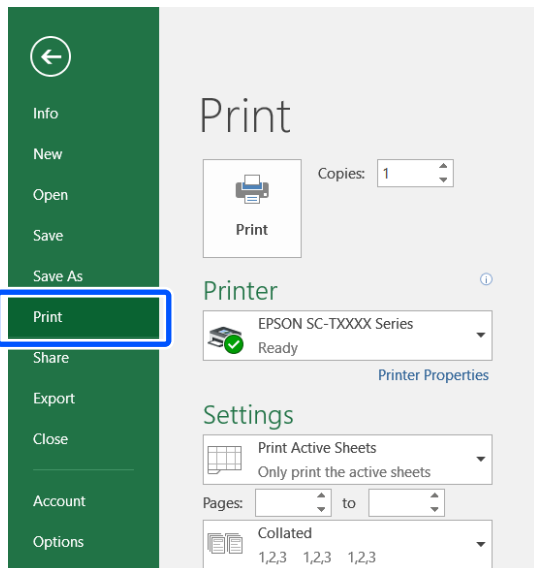 Info
New
Open
Save
Save As
Print
Share
Export
Close
Account
Options
Print
Print
Copies: 1
Printer
EPSON SC-TXXXX Series
Ready
Printer Properties
Settings
Print Active Sheets
Only print the active sheets
Pages: to
Collated
1,2,3 1,2,3 1,2,3